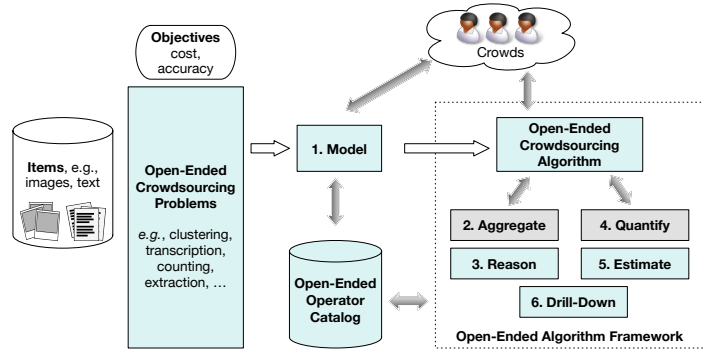 Objectives
cost,
accuracy
Crowds
Items, e.g.,
images, text
Open-Ended
Crowdsourcing
Problems
e.g., clustering,
transcription,
counting,
extraction, …
1. Model
Open-Ended
Operator
Catalog
Open-Ended
Crowdsourcing
Algorithm
2. Aggregate
4. Quantify
3. Reason
5. Estimate
6. Drill-Down
Open-Ended Algorithm Framework